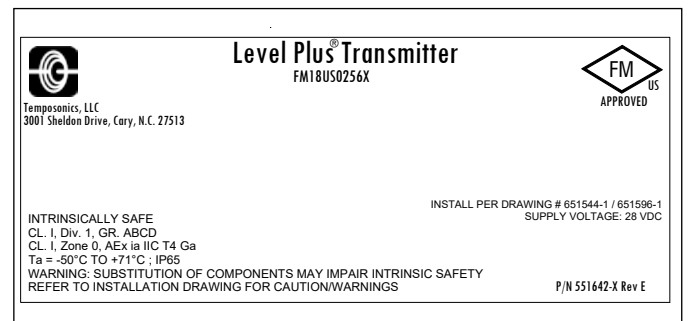 Level Plus® Transmitter
FM18US0256X
FM
US
APPROVED
Temposonics, LLC
3001 Sheldon Drive, Cary, N.C. 27513
INSTALL PER DRAWING # 651544-1 / 651596-1
SUPPLY VOLTAGE: 28 VDC
INTRINSICALLY SAFE
CL. I, Div. 1, GR. ABCD
CL. I, Zone 0, AEx ia IIC T4 Ga
Ta = -50°C TO +71°C ; IP65
WARNING: SUBSTITUTION OF COMPONENTS MAY IMPAIR INTRINSIC SAFETY
REFER TO INSTALLATION DRAWING FOR CAUTION/WARNINGS
P/N 551642-X Rev E